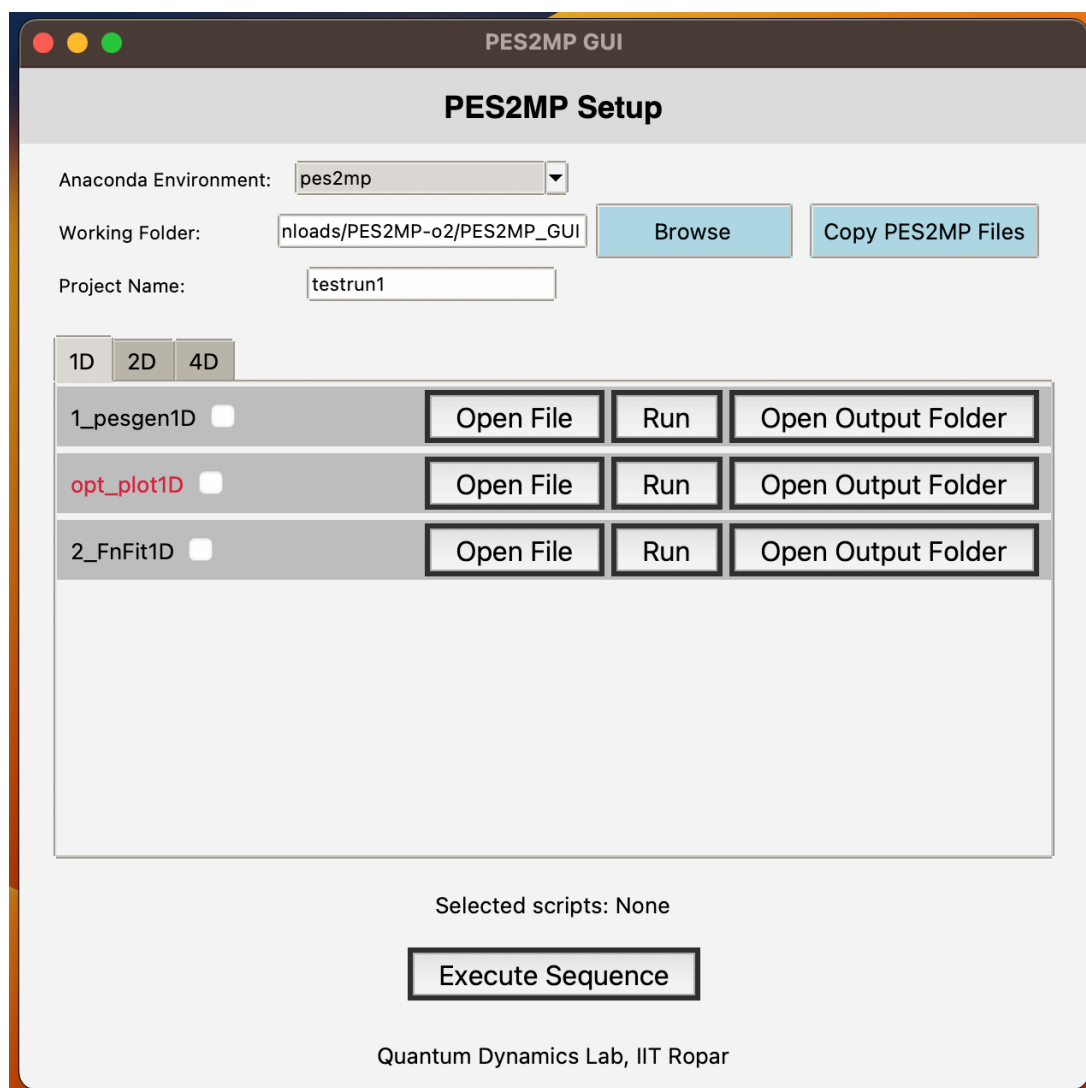 PES2MP GUI
PES2MP Setup
Anaconda Environment: pes2mp
Working Folder: nloads/PES2MP-o2/PES2MP_GUI Browse Copy PES2MP Files
Project Name: testrun1
1D 2D 4D
1_pesgen1D Open File Run Open Output Folder
opt_plot1D Open File Run Open Output Folder
2_FnFit1D Open File Run Open Output Folder
Selected scripts: None
Execute Sequence
Quantum Dynamics Lab, IIT Ropar